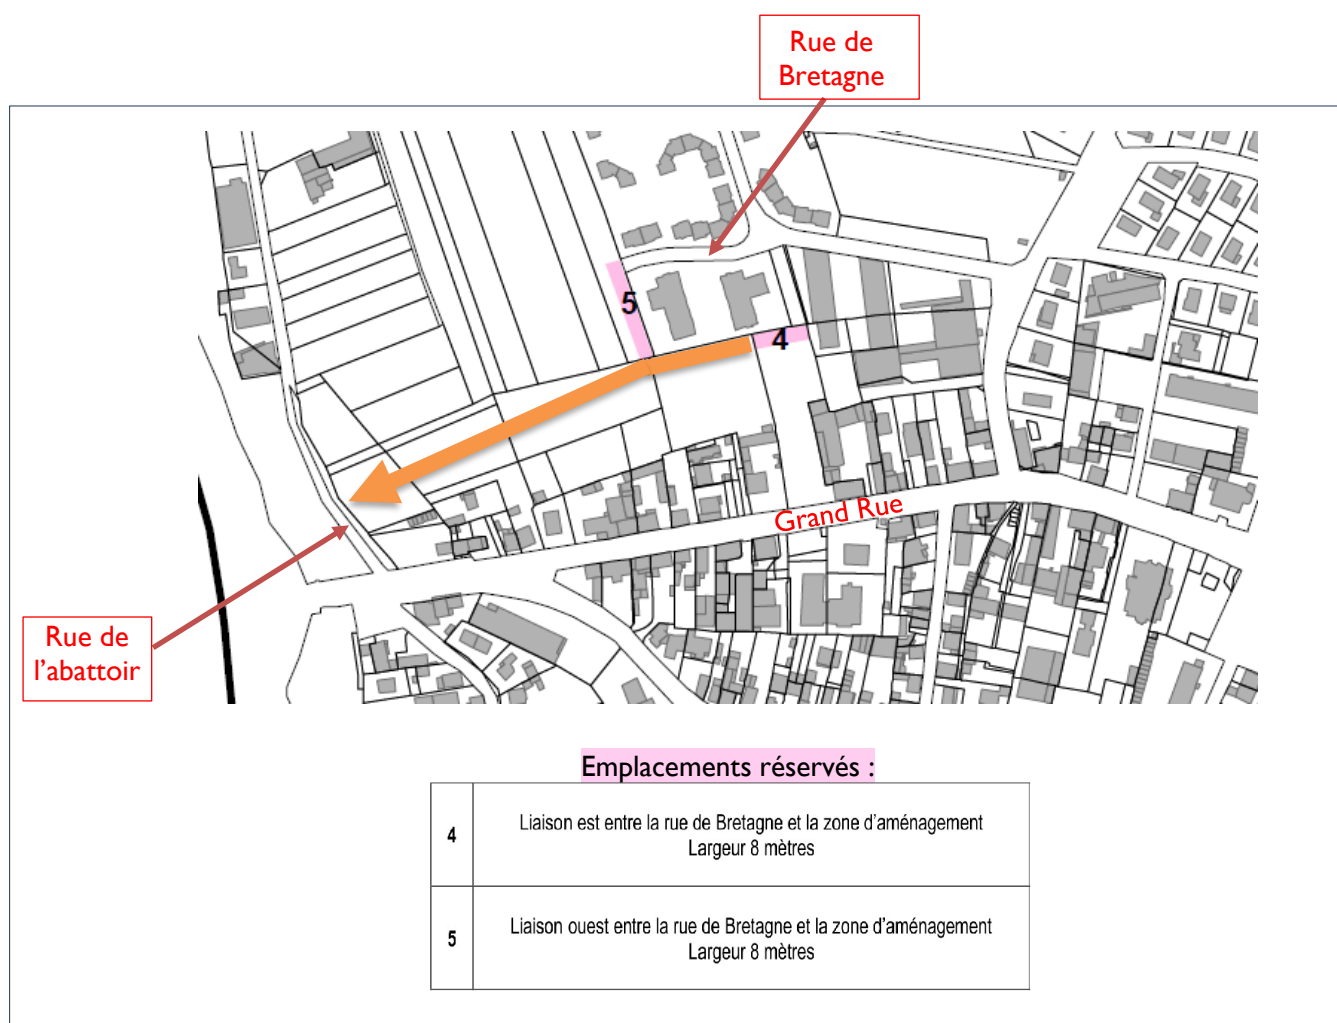 Rue de
Bretagne
5
4
Grand Rue
Rue de
l'abattoir
Emplacements réservés :
4
Liaison est entre la rue de Bretagne et la zone d'aménagement
Largeur 8 mètres
5
Liaison ouest entre la rue de Bretagne et la zone d'aménagement
Largeur 8 mètres